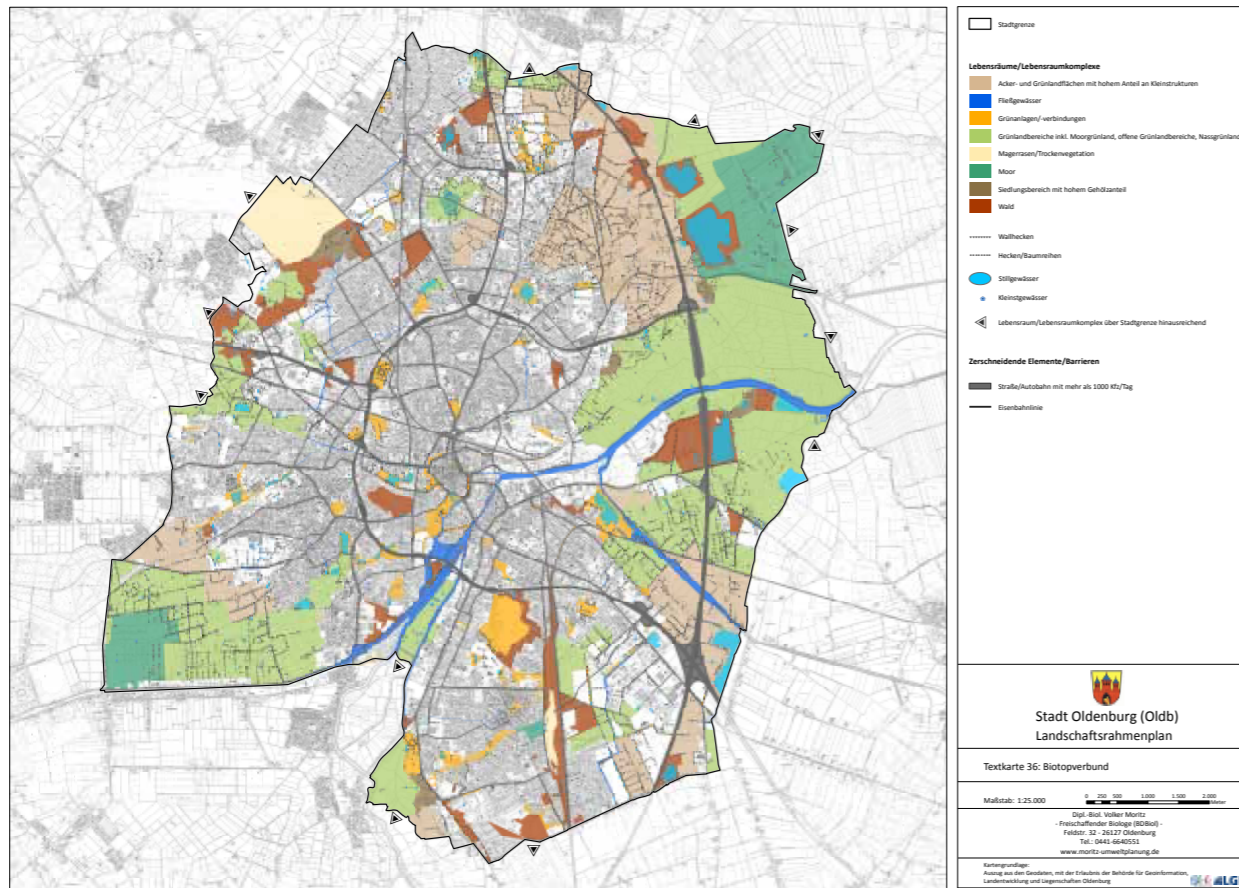 Stadtgrenze
Lebensräume/Lebensraumkomplexe
Acker- und Grünlandflächen mit hohem Anteil an Kleinstrukturen
Fließgewässer
Grünanlagen/-verbindungen
Grünlandbereiche inkl. Moorgrünland, offene Grünlandbereiche, Nassgrünland
Magerrasen/Trockenvegetation
Moor
Siedlungsbereich mit hohem Gehölzanteil
Wald
Wallhecken
Hecken/Baumreihen
Stillgewässer
Kleinstgewässer
Lebensraum/Lebensraumkomplex über Stadtgrenze hinausreichend
Zerschneidende Elemente/Barrieren
Straße/Autobahn mit mehr als 1000 Kfz/Tag
Eisenbahnlinie
Stadt Oldenburg (Oldb)
Landschaftsrahmenplan
Textkarte 36: Biotopverbund
Maßstab: 1:25.000
0 250 500 1.000 1.500 2.000
Meter
Dipl.-Biol. Volker Moritz
- Freischaffender Biologe (BDBiol) -
Feldstr. 32 - 26127 Oldenburg
Tel.: 0441-6640551
www.moritz-umweltplanung.de
Kartengrundlage:
Auszug aus den Geodaten, mit der Erlaubnis der Behörde für Geoinformation,
Landentwicklung und Liegenschaften Oldenburg
LG